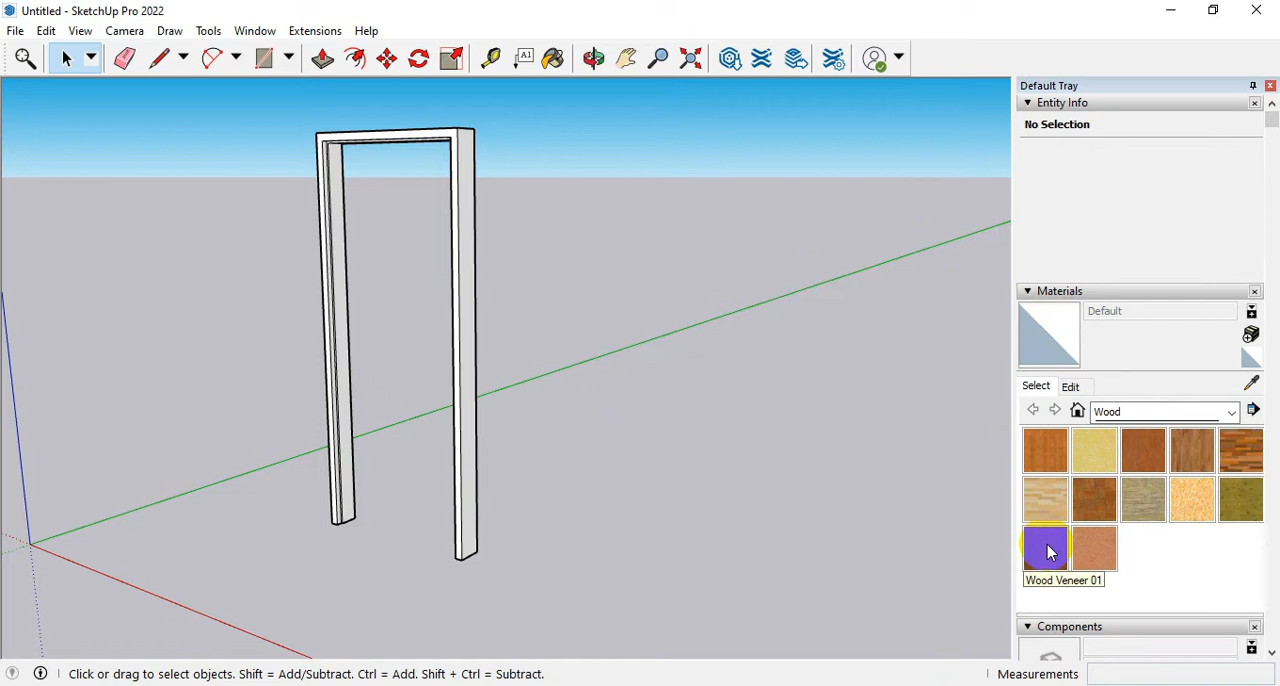 Untitled - SketchUp Pro 2022
File Edit View Camera Draw Tools Window Extensions Help
A1
Default Tray
Entity Info
No Selection
Materials
Default
Select Edit
Wood
Wood Veneer 01
Components
Click or drag to select objects. Shift = Add/Subtract. Ctrl = Add. Shift + Ctrl = Subtract.
Measurements